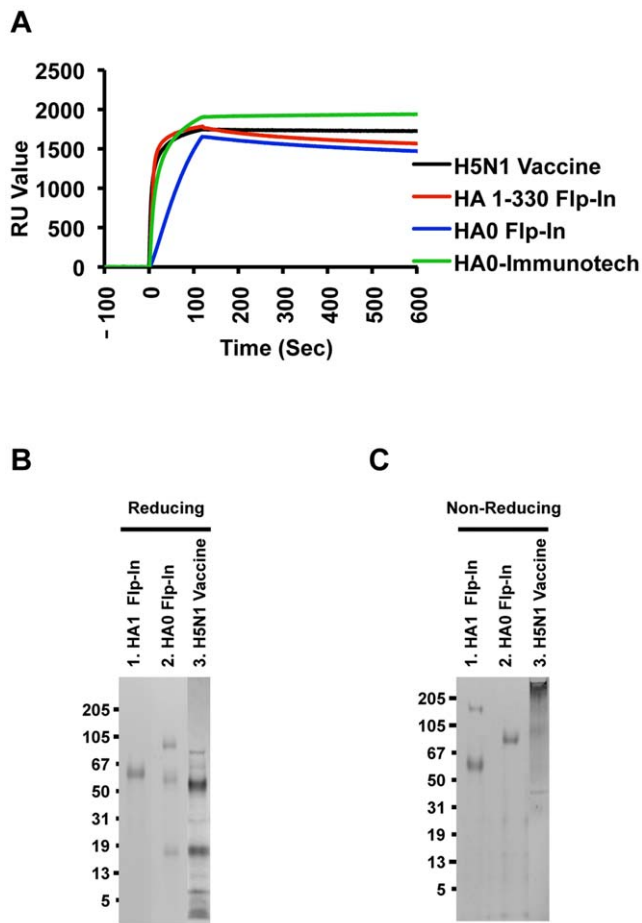 A
2500
2000
1500
1000
500
0
RU Value
-100
0
100
200
300
400
500
600
Time (Sec)
H5N1 Vaccine
HA 1-330 Flp-In
HA0 Flp-In
HA0-Immunotech
B
Reducing
1. HA1 Flp-In
2. HA0 Flp-In
3. H5N1 Vaccine
205
105
67
50
31
19
13
5
C
Non-Reducing
1. HA1 Flp-In
2. HA0 Flp-In
3. H5N1 Vaccine
205
105
67
50
31
19
13
5